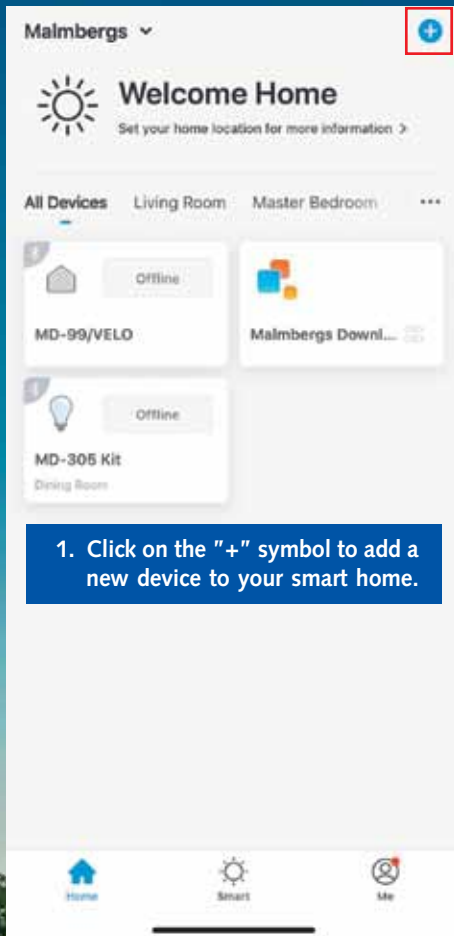 Malmbergs
Welcome Home
Set your home location for more information >
All Devices Living Room Master Bedroom ...
Offline
MD-99/VELO
Malmbergs Downl...
Offline
MD-305 Kit
Dining Room
1. Click on the "+" symbol to add a
new device to your smart home.
Home Smart Me